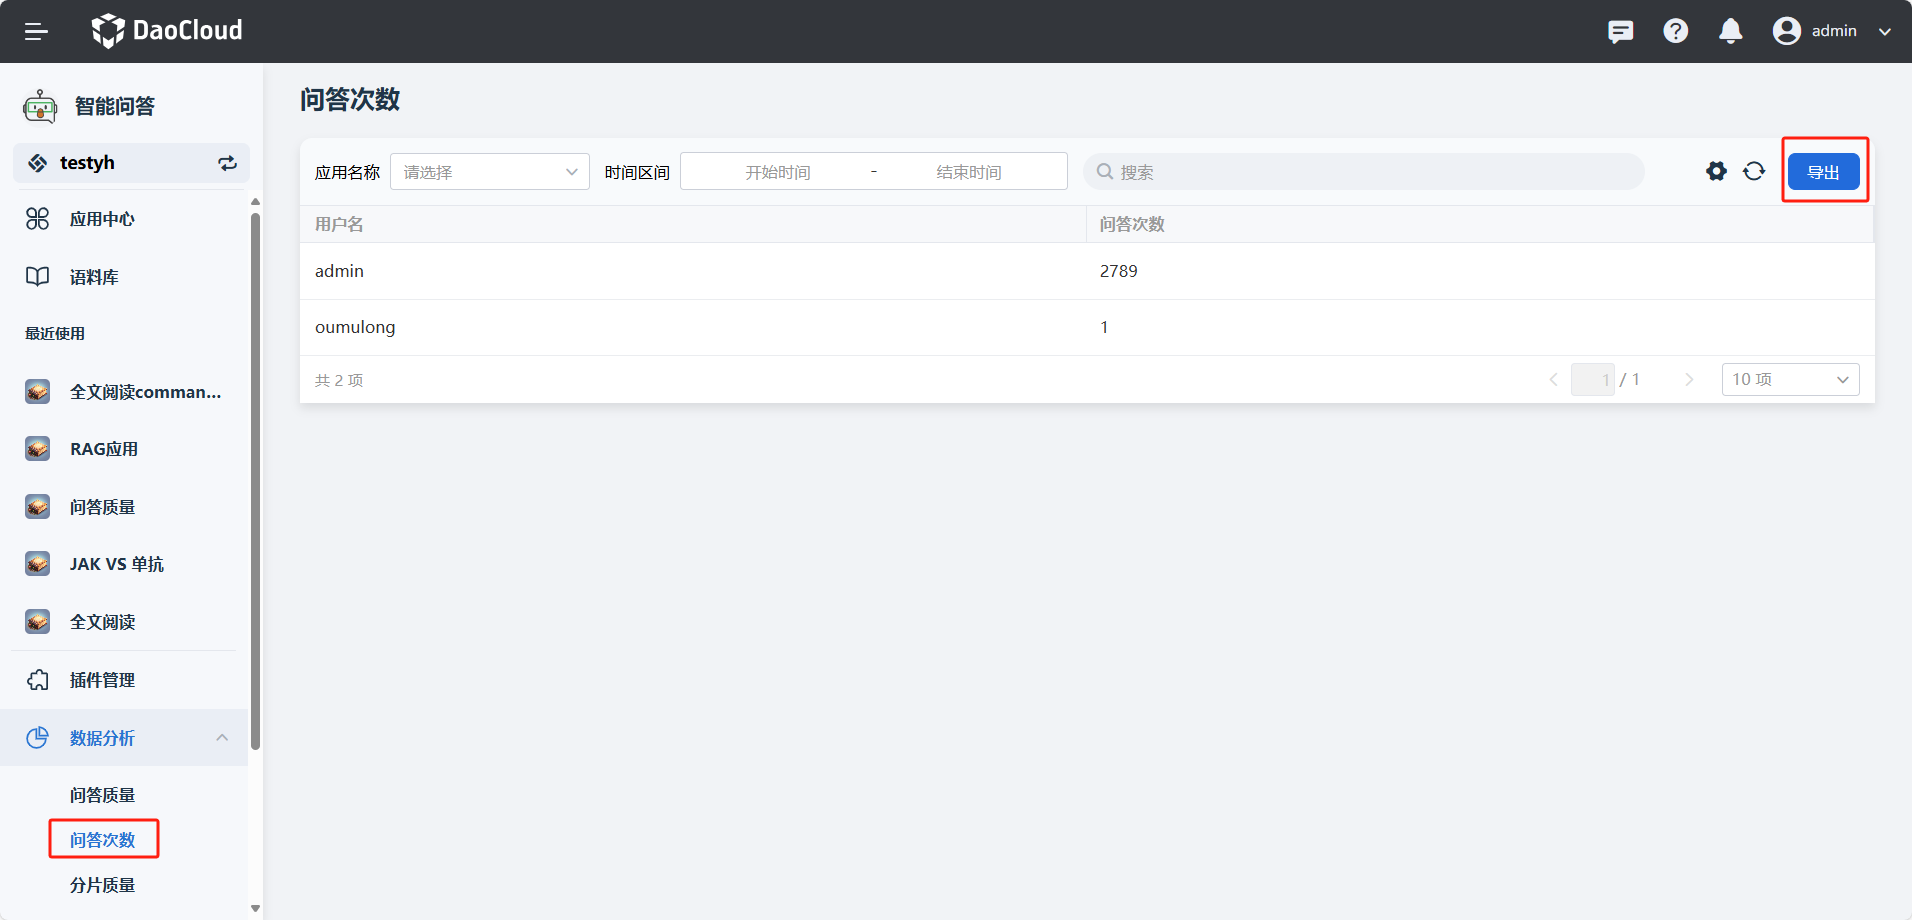 DaoCloud
admin
智能问答
testyh
应用中心
语料库
最近使用
全文阅读comman...
RAG应用
问答质量
JAK VS 单抗
全文阅读
插件管理
数据分析
问答质量
问答次数
分片质量
问答次数
应用名称 请选择 时间区间 开始时间 - 结束时间 搜索 导出
用户名 问答次数
admin 2789
oumulong 1
共 2 项 1 / 1 10 项